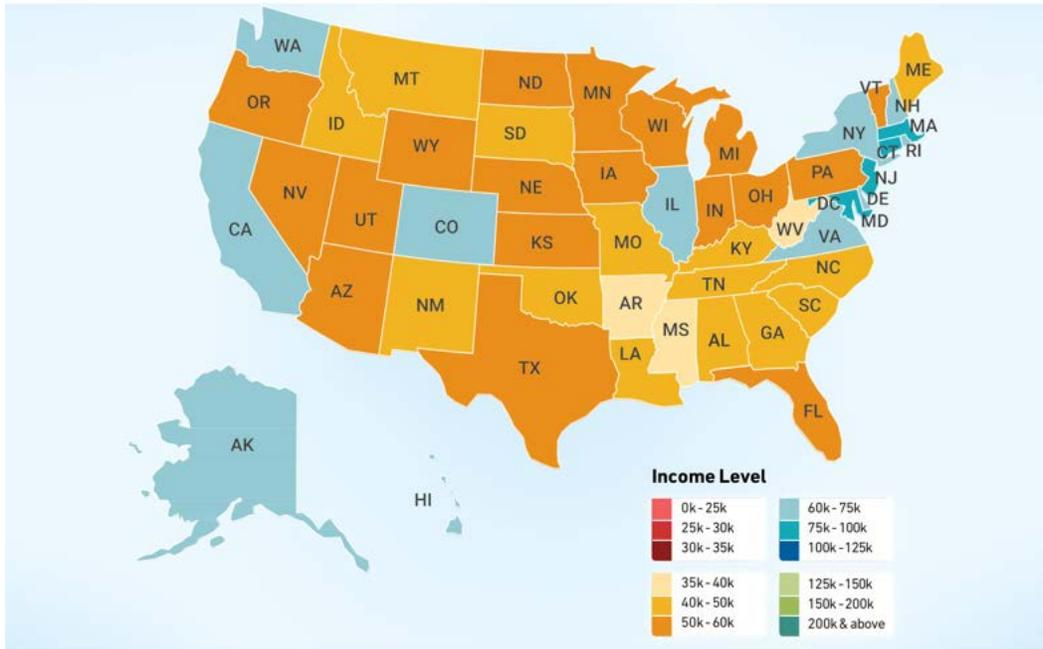 WA
MT
ND
MN
ME
VT
NH
OR
ID
SD
WI
MI
NY
MA
WY
CT
RI
IA
PA
NJ
NV
NE
OH
IL
IN
DC
DE
MD
CA
UT
CO
KS
MO
KY
WV
VA
AZ
NM
OK
AR
TN
NC
SC
MS
AL
GA
LA
TX
FL
AK
HI
Income Level
0k - 25k
25k - 30k
30k - 35k
35k - 40k
40k - 50k
50k - 60k
60k - 75k
75k - 100k
100k - 125k
125k - 150k
150k - 200k
200k & above